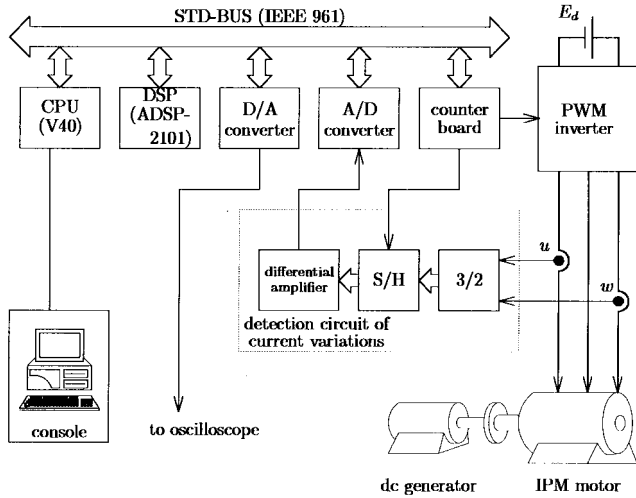 STD-BUS (IEEE 961)
E_d
CPU
(V40)
DSP
(ADSP-
2101)
D/A
converter
A/D
converter
counter
board
PWM
inverter
differential
amplifier
S/H
3/2
u
w
detection circuit of
current variations
console
to oscilloscope
dc generator
IPM motor